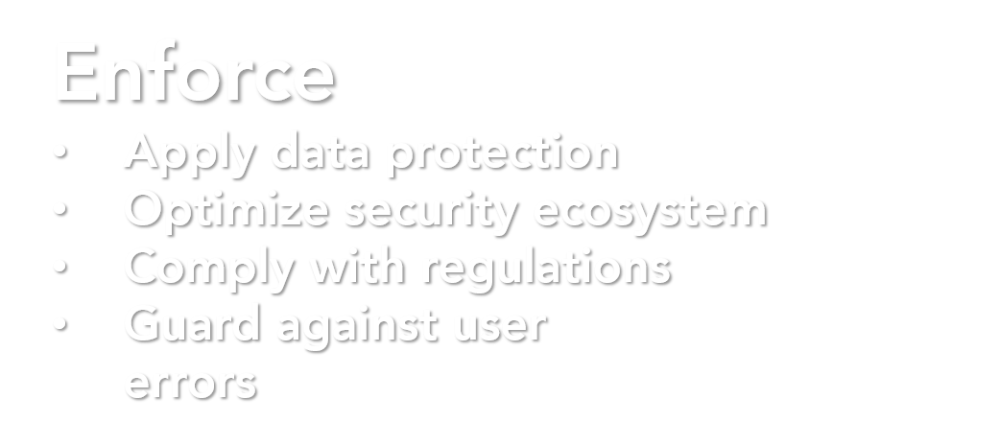 Enforce
• Apply data protection
• Optimize security ecosystem
• Comply with regulations
• Guard against user
errors